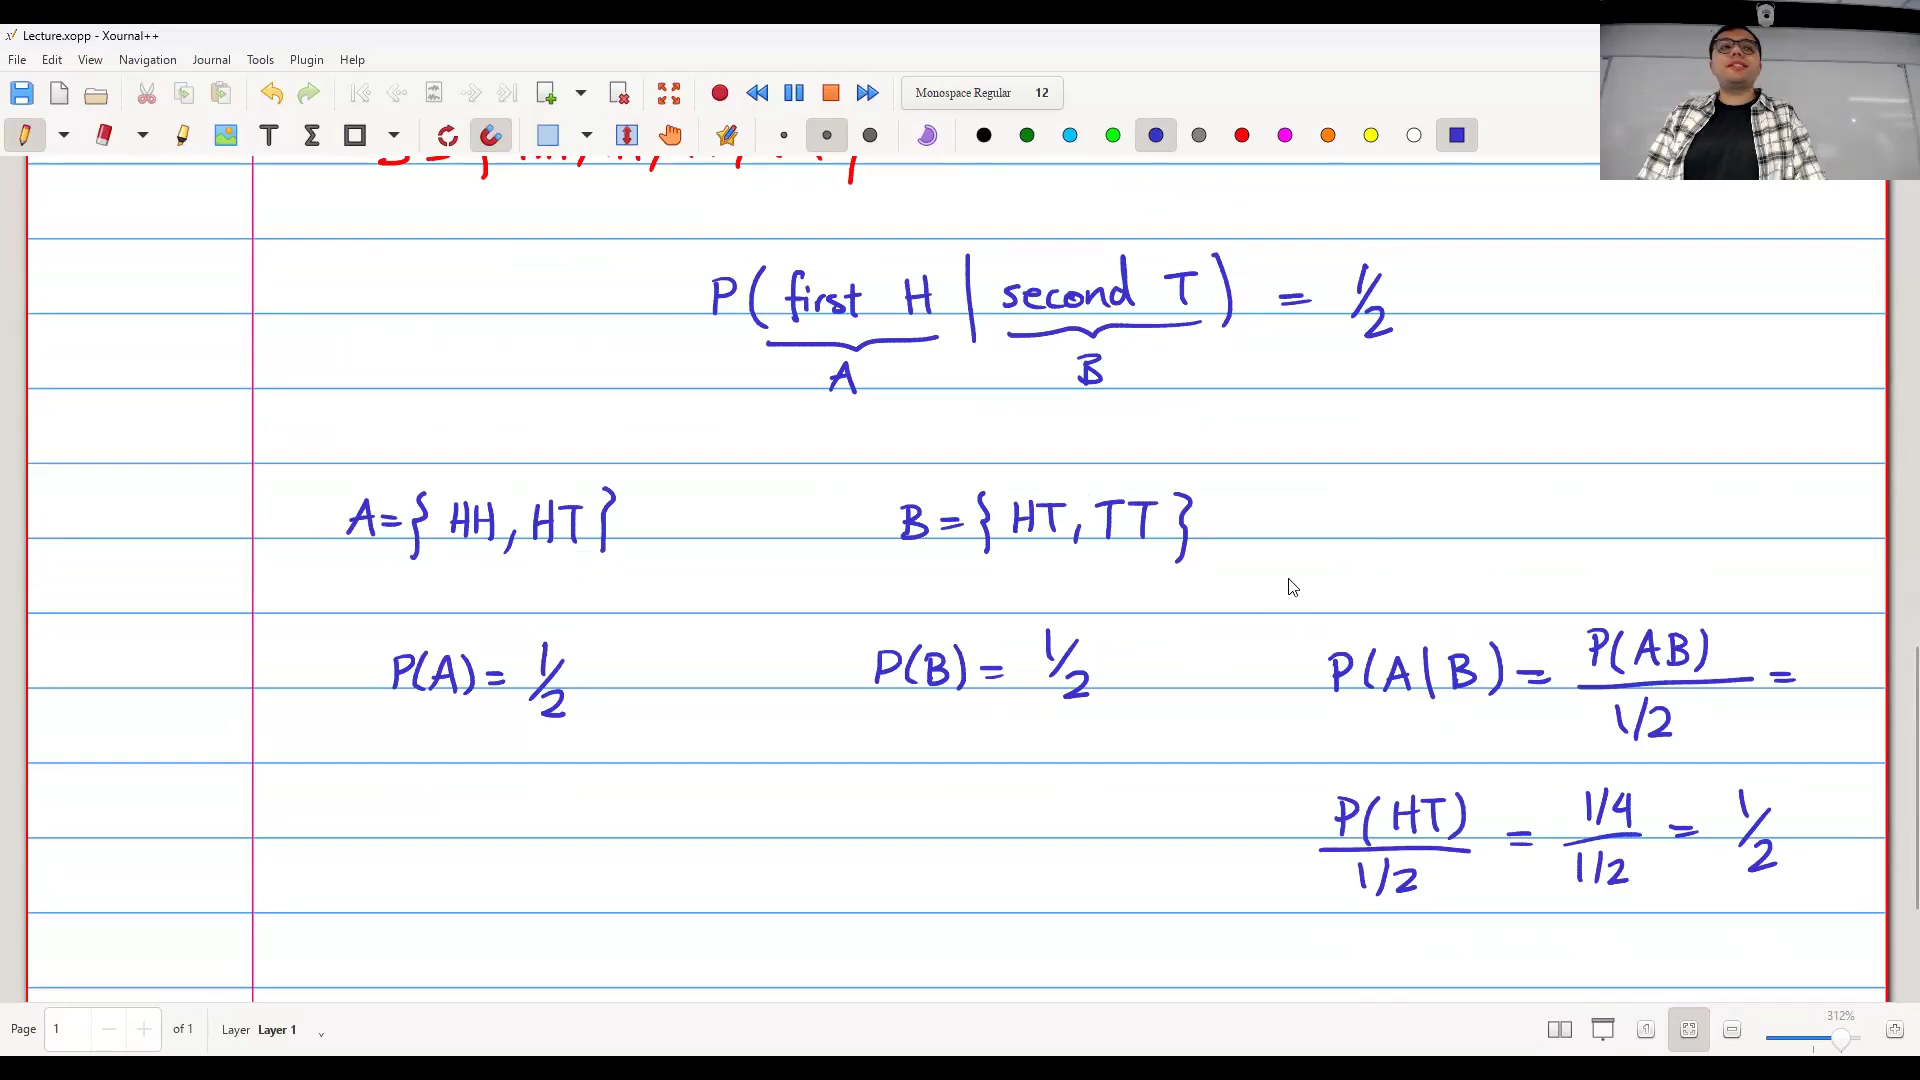 Lecture.xopp - Xournal++
File Edit View Navigation Journal Tools Plugin Help
Monospace Regular 12
P( first H | second T ) = 1/2
A B
A = { HH, HT } B = { HT, TT }
P(A) = 1/2 P(B) = 1/2 P(A|B) = P(AB) / 1/2 =
P(HT) / 1/2 = 1/4 / 1/2 = 1/2
Page 1 of 1 Layer Layer 1 312%